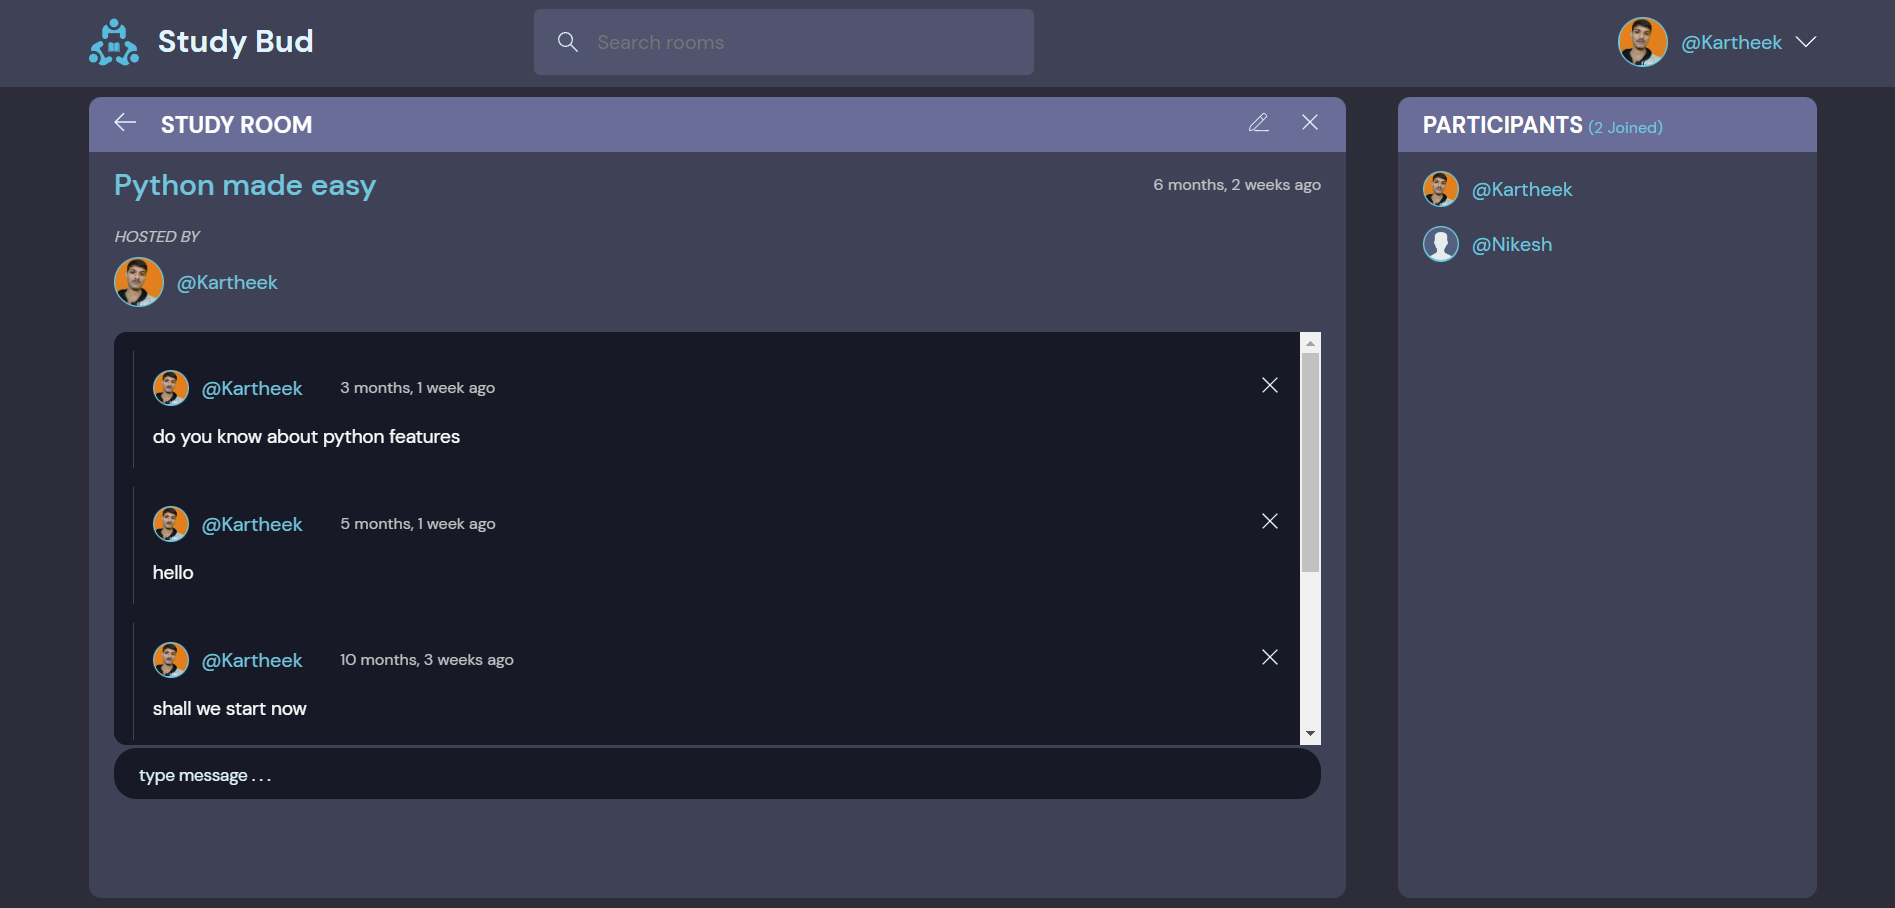 Study Bud
Search rooms
@Kartheek
STUDY ROOM
Python made easy
6 months, 2 weeks ago
HOSTED BY
@Kartheek
@Kartheek 3 months, 1 week ago
do you know about python features
@Kartheek 5 months, 1 week ago
hello
@Kartheek 10 months, 3 weeks ago
shall we start now
type message . . .
PARTICIPANTS (2 Joined)
@Kartheek
@Nikesh